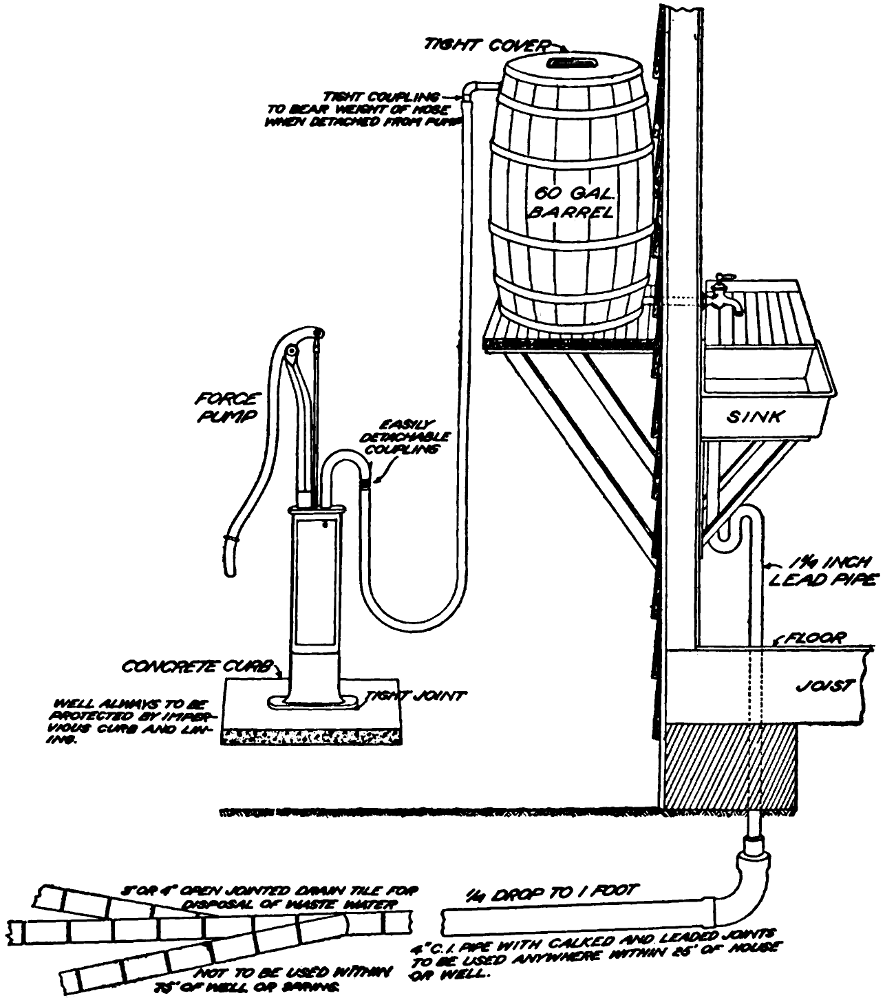 TIGHT COVER
TIGHT COUPLING
TO BEAR WEIGHT OF HOSE
WHEN DETACHED FROM PUMP
60 GAL.
BARREL
FORCE
PUMP
EASILY
DETACHABLE
COUPLING
SINK
1 1/4 INCH
LEAD PIPE
FLOOR
JOIST
CONCRETE CURB
TIGHT JOINT
WELL ALWAYS TO BE
PROTECTED BY IMPER-
VIOUS CURB AND LIN-
ING.
3" OR 4" OPEN JOINTED DRAIN TILE FOR
DISPOSAL OF WASTE WATER
1/4 DROP TO 1 FOOT
4" C.I. PIPE WITH CALKED AND LEADED JOINTS
TO BE USED ANYWHERE WITHIN 25' OF HOUSE
OR WELL.
NOT TO BE USED WITHIN
75' OF WELL OR SPRING.